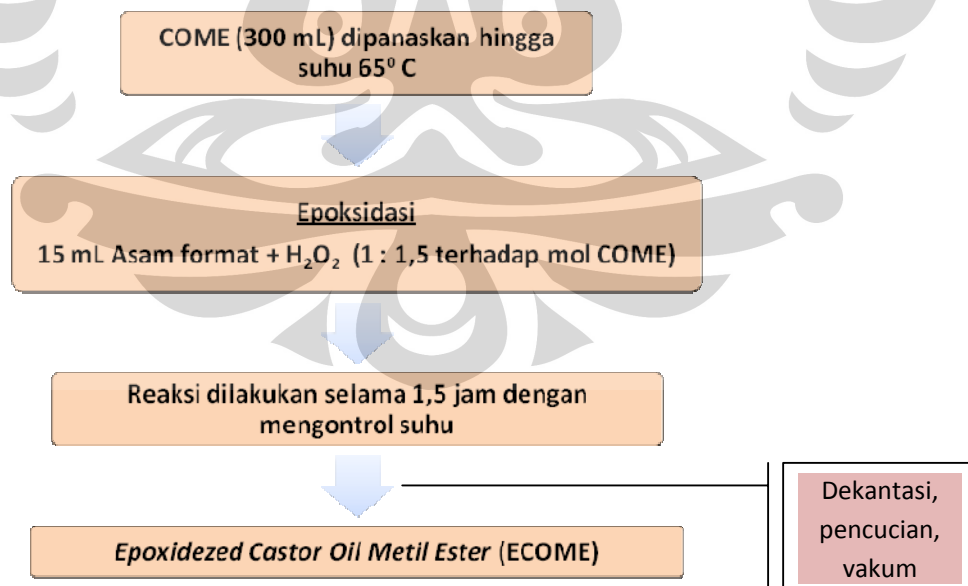 COME (300 mL) dipanaskan hingga
suhu 65⁰ C
Epoksidasi
15 mL Asam format + H₂O₂ (1 : 1,5 terhadap mol COME)
Reaksi dilakukan selama 1,5 jam dengan
mengontrol suhu
Dekantasi,
pencucian,
vakum
Epoxidezed Castor Oil Metil Ester (ECOME)